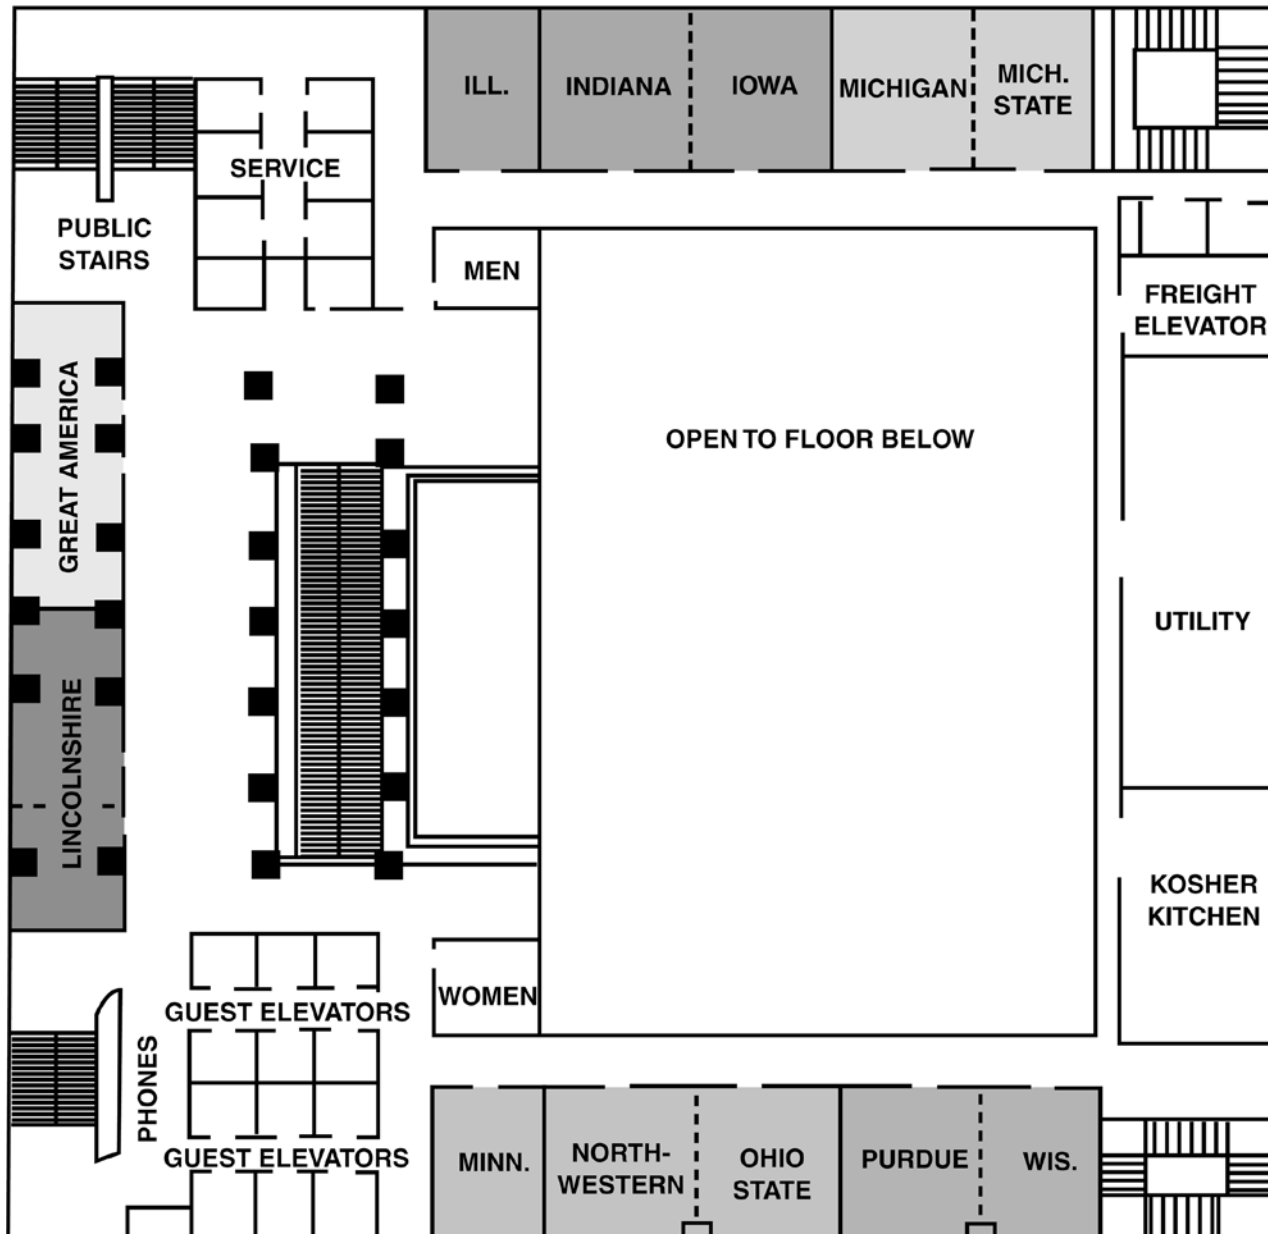 ILL.
INDIANA
IOWA
MICHIGAN
MICH.
STATE
SERVICE
PUBLIC
STAIRS
MEN
FREIGHT
ELEVATOR
GREAT AMERICA
OPEN TO FLOOR BELOW
UTILITY
LINCOLNSHIRE
KOSHER
KITCHEN
WOMEN
GUEST ELEVATORS
PHONES
GUEST ELEVATORS
MINN.
NORTH-
WESTERN
OHIO
STATE
PURDUE
WIS.